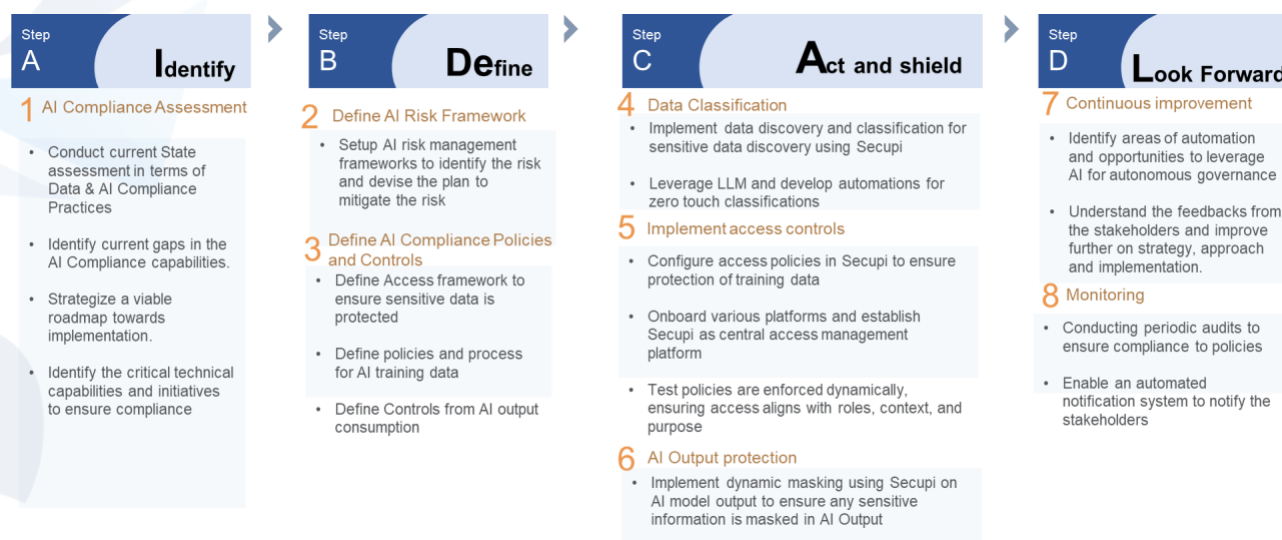 Step
A
Identify
1 AI Compliance Assessment
• Conduct current State
assessment in terms of
Data & AI Compliance
Practices
• Identify current gaps in the
AI Compliance capabilities.
• Strategize a viable
roadmap towards
implementation.
• Identify the critical technical
capabilities and initiatives
to ensure compliance
Step
B
Define
2 Define AI Risk Framework
• Setup AI risk management
frameworks to identify the risk
and devise the plan to
mitigate the risk
3 Define AI Compliance Policies
and Controls
• Define Access framework to
ensure sensitive data is
protected
• Define policies and process
for AI training data
• Define Controls from AI output
consumption
Step
C
Act and shield
4 Data Classification
• Implement data discovery and classification for
sensitive data discovery using Secupi
• Leverage LLM and develop automations for
zero touch classifications
5 Implement access controls
• Configure access policies in Secupi to ensure
protection of training data
• Onboard various platforms and establish
Secupi as central access management
platform
• Test policies are enforced dynamically,
ensuring access aligns with roles, context, and
purpose
6 AI Output protection
• Implement dynamic masking using Secupi on
AI model output to ensure any sensitive
information is masked in AI Output
Step
D
Look Forward
7 Continuous improvement
• Identify areas of automation
and opportunities to leverage
AI for autonomous governance
• Understand the feedbacks from
the stakeholders and improve
further on strategy, approach
and implementation.
8 Monitoring
• Conducting periodic audits to
ensure compliance to policies
• Enable an automated
notification system to notify the
stakeholders